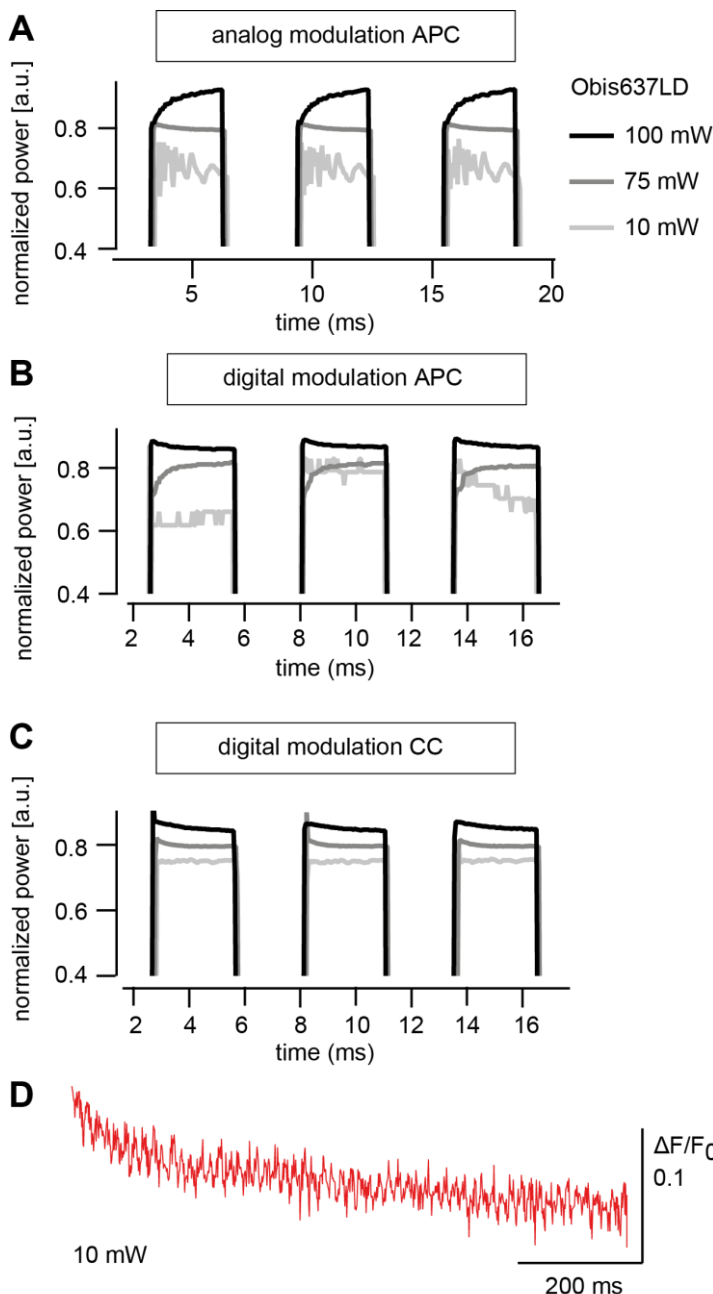 A
analog modulation APC
normalized power [a.u.]
0.8
0.6
0.4
5
10
15
20
time (ms)
Obis637LD
100 mW
75 mW
10 mW
B
digital modulation APC
normalized power [a.u.]
0.8
0.6
0.4
2
4
6
8
10
12
14
16
time (ms)
C
digital modulation CC
normalized power [a.u.]
0.8
0.6
0.4
2
4
6
8
10
12
14
16
time (ms)
D
ΔF/F0
0.1
10 mW
200 ms